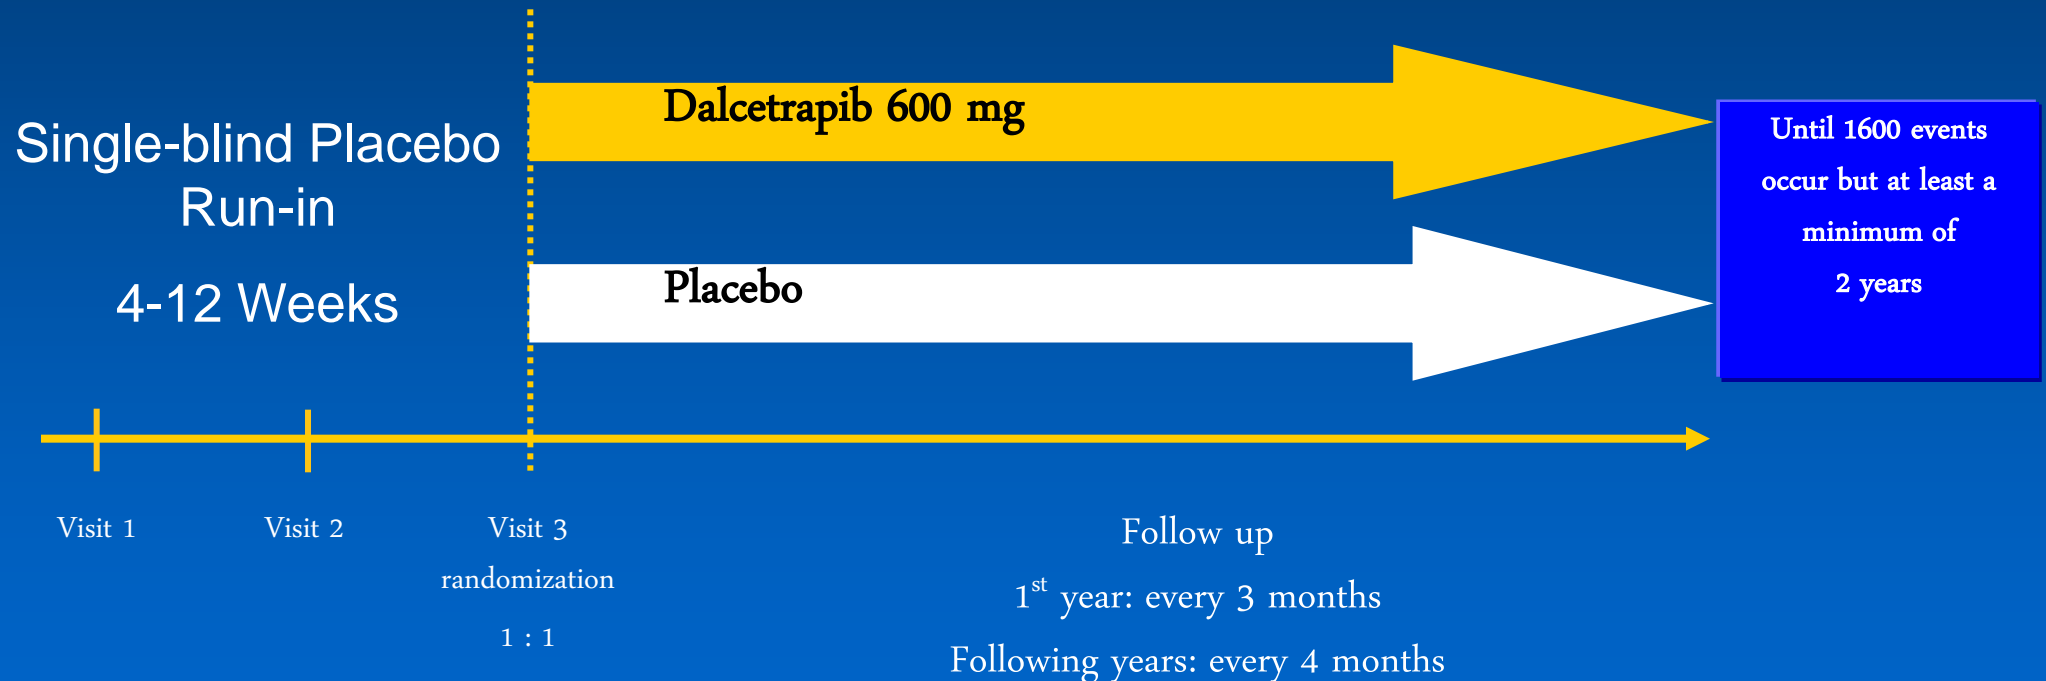 Single-blind Placebo
Run-in
4-12 Weeks
Dalcetrapib 600 mg
Placebo
Until 1600 events
occur but at least a
minimum of
2 years
Visit 1
Visit 2
Visit 3
randomization
1 : 1
Follow up
1st year: every 3 months
Following years: every 4 months